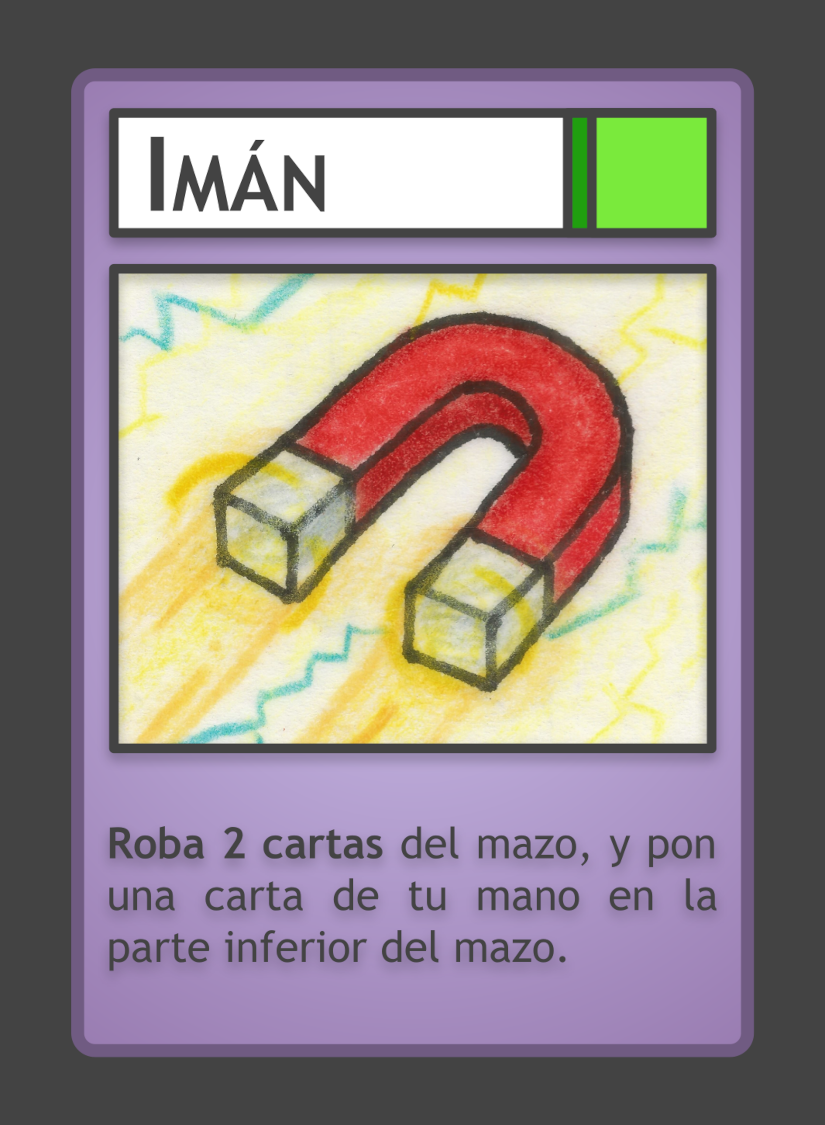 Imán
Roba 2 cartas del mazo, y pon
una carta de tu mano en la
parte inferior del mazo.